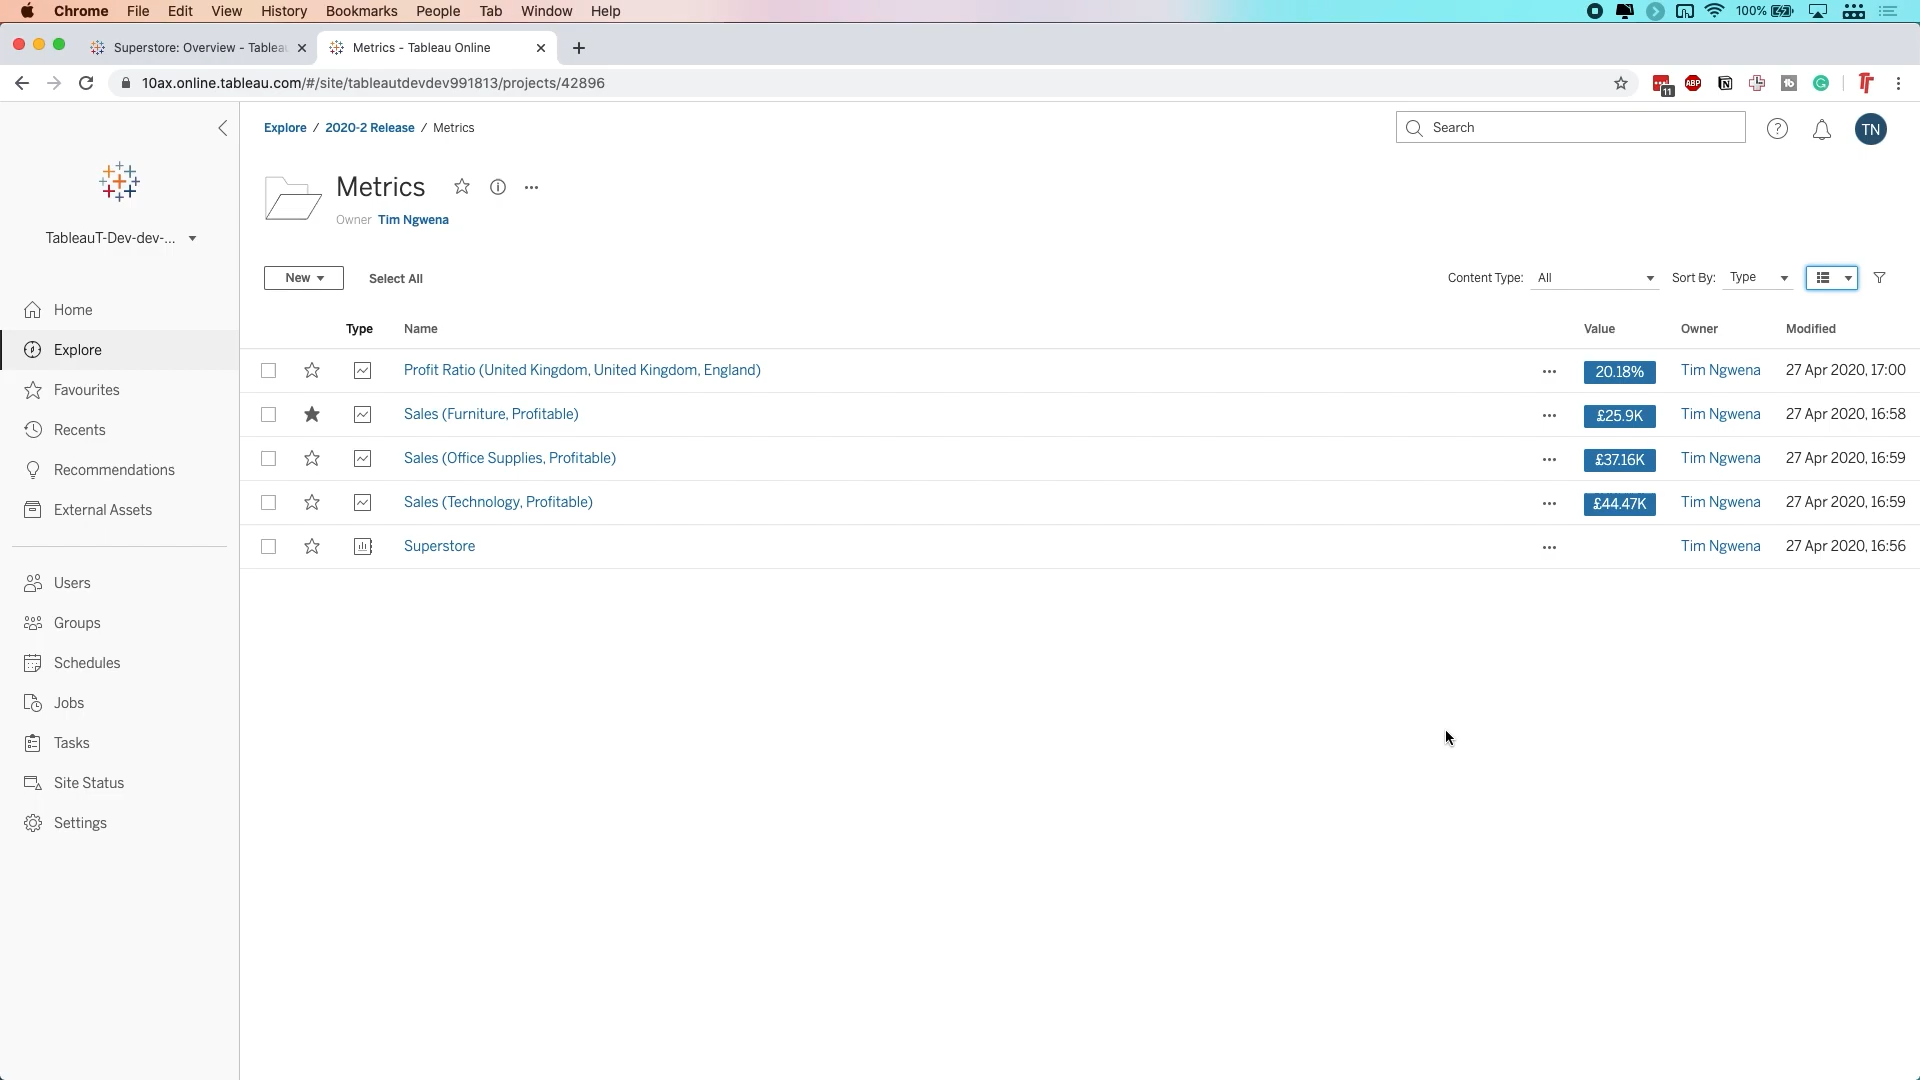 Chrome File Edit View History Bookmarks People Tab Window Help 100%
Superstore: Overview - Tablea Metrics - Tableau Online
10ax.online.tableau.com/#/site/tableautdevdev991813/projects/42896 11 ABP
Explore / 2020-2 Release / Metrics Search ? TN
Metrics
Owner Tim Ngwena
TableauT-Dev-dev-...
New Select All Content Type: All Sort By: Type
Home
Explore
Favourites
Recents
Recommendations
External Assets
Users
Groups
Schedules
Jobs
Tasks
Site Status
Settings
Type Name Value Owner Modified
Profit Ratio (United Kingdom, United Kingdom, England) ... 20.18% Tim Ngwena 27 Apr 2020, 17:00
Sales (Furniture, Profitable) ... £25.9K Tim Ngwena 27 Apr 2020, 16:58
Sales (Office Supplies, Profitable) ... £37.16K Tim Ngwena 27 Apr 2020, 16:59
Sales (Technology, Profitable) ... £44.47K Tim Ngwena 27 Apr 2020, 16:59
Superstore ... Tim Ngwena 27 Apr 2020, 16:56